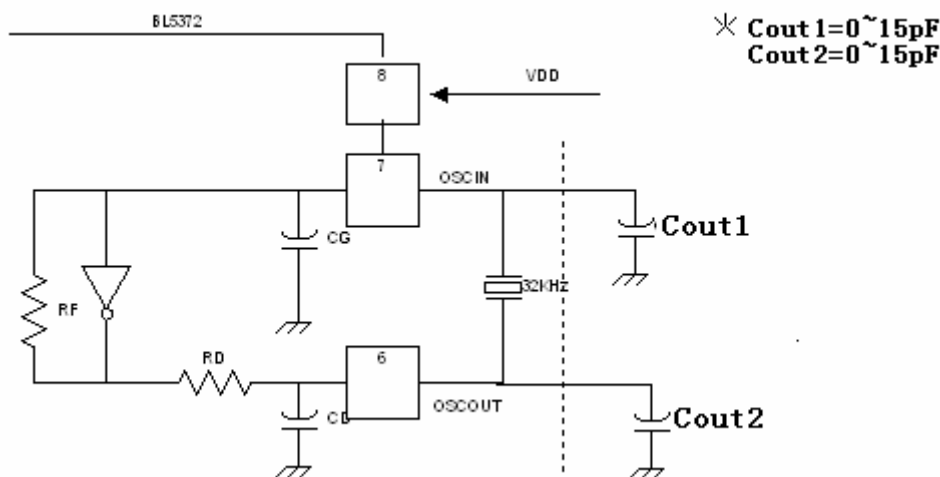 BL5372
※ Cout1=0~15pF
Cout2=0~15pF
8
VDD
7
OSCIN
Cout1
CG
32KHz
RF
RD
6
OSCOUT
CD
Cout2